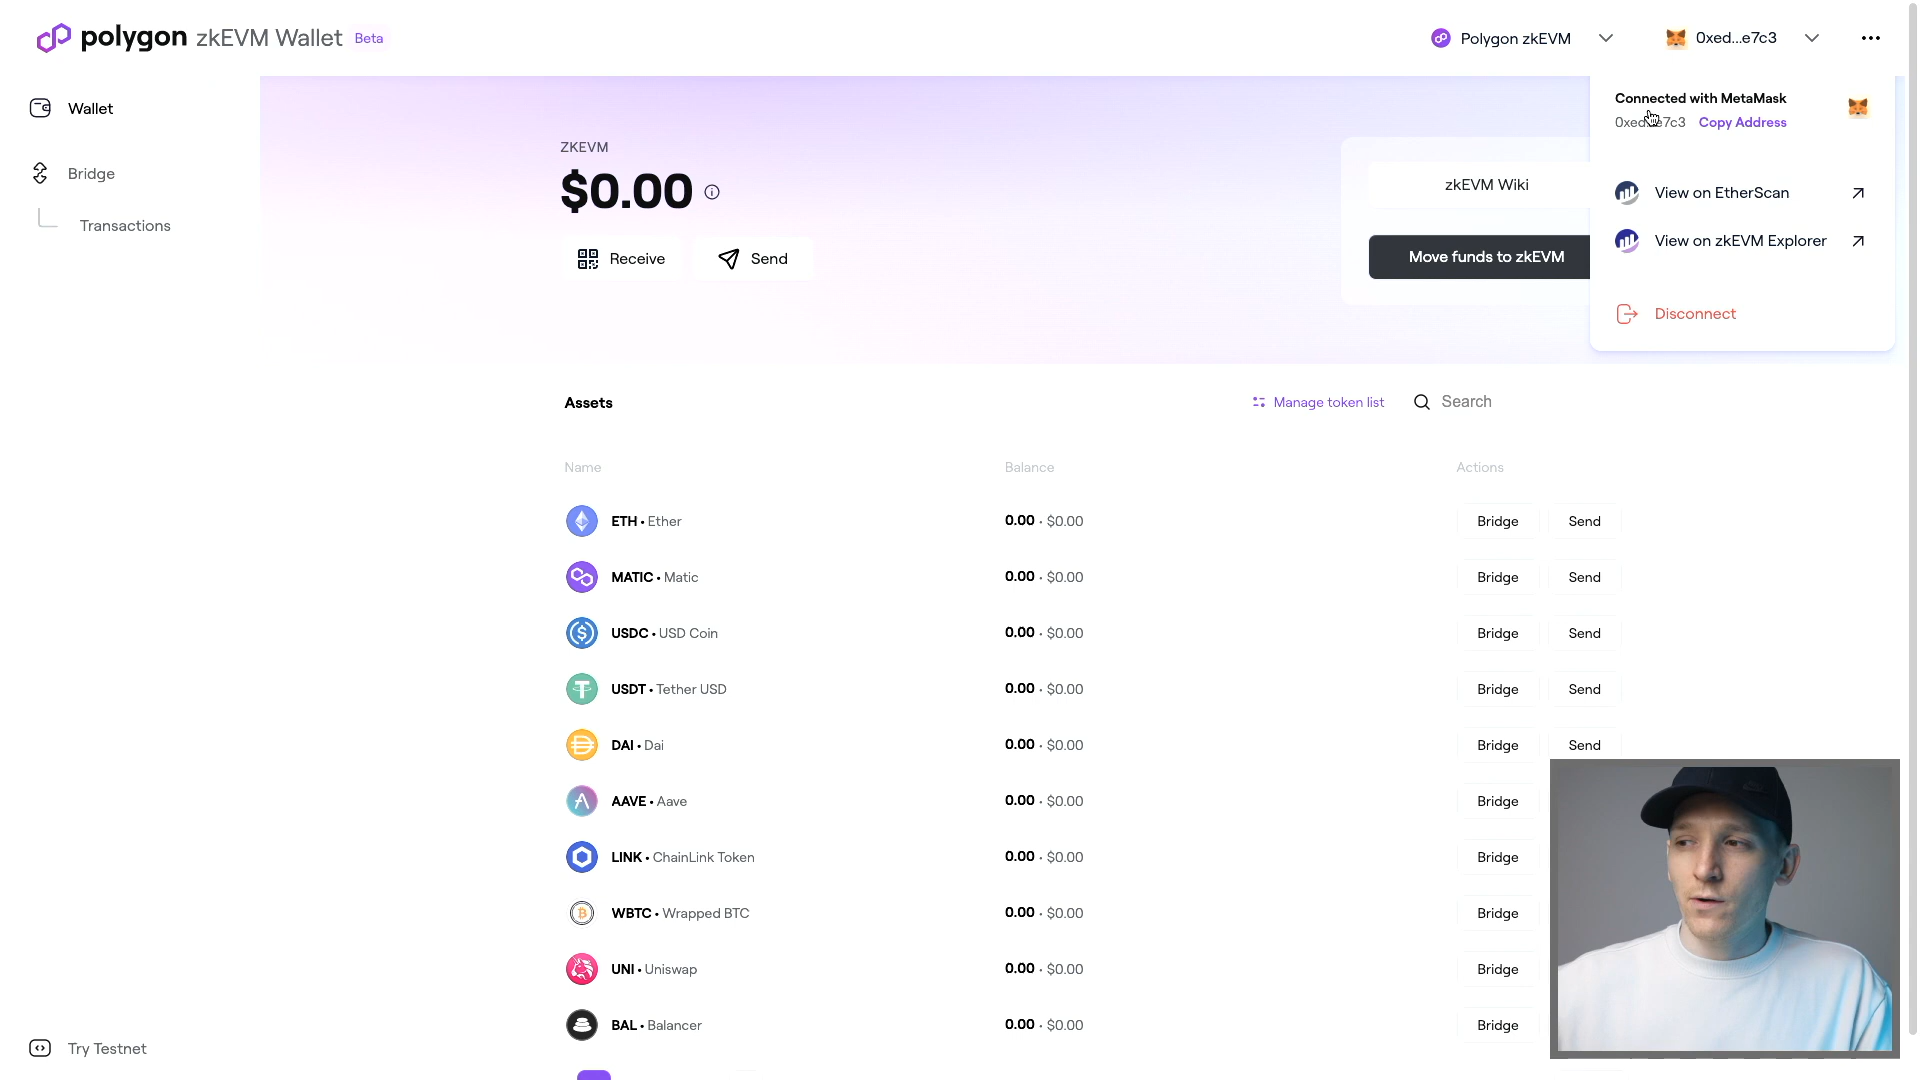 polygon zkEVM Wallet Beta
Polygon zkEVM
0xed...e7c3
Wallet
Bridge
Transactions
ZKEVM
$0.00
Receive
Send
zkEVM Wiki
Move funds to zkEVM
Connected with MetaMask
Copy Address
View on EtherScan
View on zkEVM Explorer
Disconnect
Assets
Manage token list
Search
Name Balance Actions
ETH • Ether 0.00 · $0.00 Bridge Send
MATIC • Matic 0.00 · $0.00 Bridge Send
USDC • USD Coin 0.00 · $0.00 Bridge Send
USDT • Tether USD 0.00 · $0.00 Bridge Send
DAI • Dai 0.00 · $0.00 Bridge Send
AAVE • Aave 0.00 · $0.00 Bridge
LINK • ChainLink Token 0.00 · $0.00 Bridge
WBTC • Wrapped BTC 0.00 · $0.00 Bridge
UNI • Uniswap 0.00 · $0.00 Bridge
BAL • Balancer 0.00 · $0.00 Bridge
Try Testnet